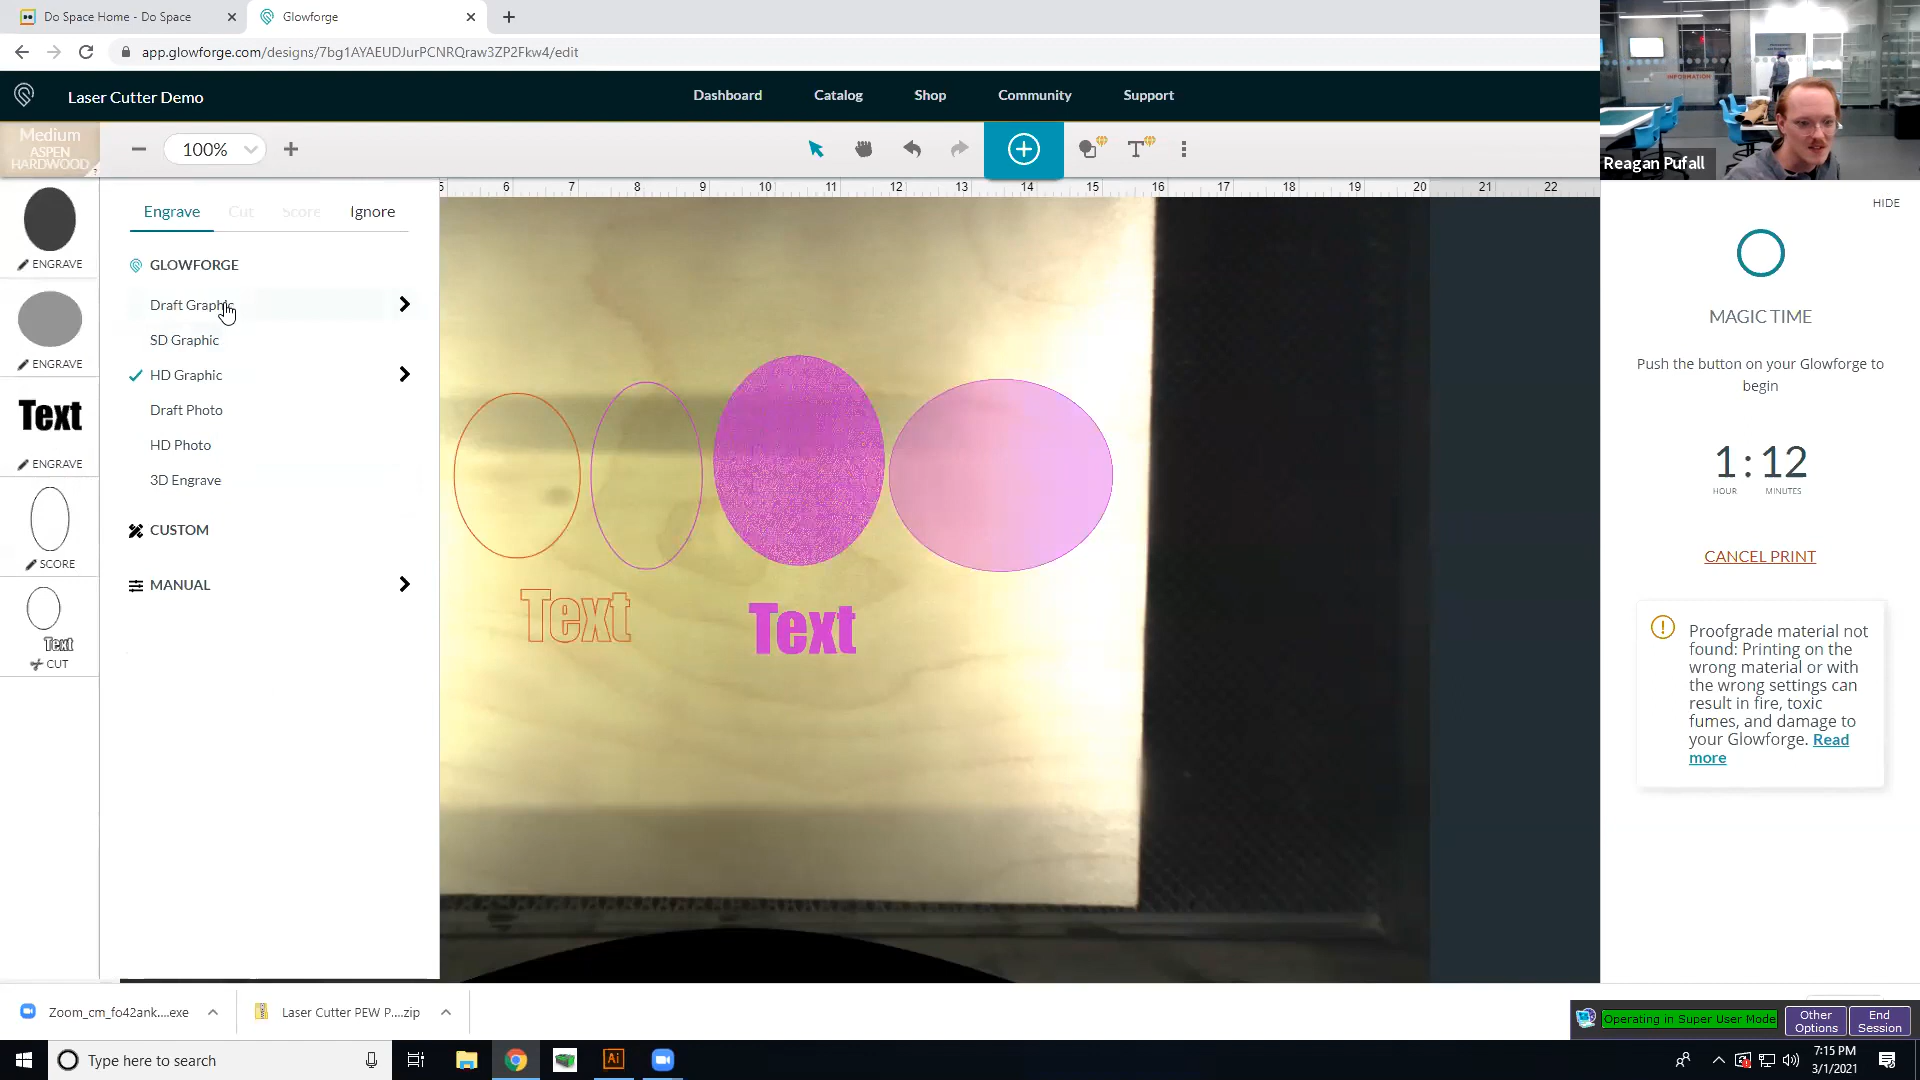 Do Space Home - Do Space
Glowforge
app.glowforge.com/designs/7bg1AYAEUDJurPCNRQraw3ZP2Fkw4/edit
Laser Cutter Demo
Dashboard
Catalog
Shop
Community
Support
Medium
ASPEN
HARDWOOD
100%
INFORMATION
Reagan Pufall
5 6 7 8 9 10 11 12 13 14 15 16 17 18 19 20 21 22
ENGRAVE
ENGRAVE
Text
ENGRAVE
SCORE
Text
CUT
Engrave
Cut
Score
Ignore
GLOWFORGE
Draft Graphic
SD Graphic
HD Graphic
Draft Photo
HD Photo
3D Engrave
CUSTOM
MANUAL
Text
Text
HIDE
MAGIC TIME
Push the button on your Glowforge to
begin
1 : 12
HOUR MINUTES
CANCEL PRINT
Proofgrade material not
found: Printing on the
wrong material or with
the wrong settings can
result in fire, toxic
fumes, and damage to
your Glowforge. Read
more
Zoom_cm_fo42ank....exe
Laser Cutter PEW P....zip
Operating in Super User Mode
Other
Options
End
Session
Type here to search
Ai
7:15 PM
3/1/2021